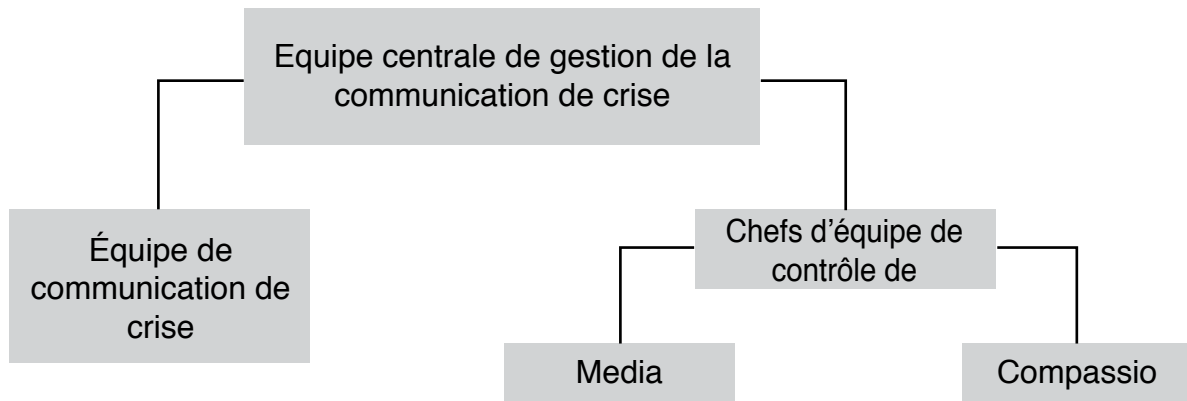 Equipe centrale de gestion de la
communication de crise
Équipe de
communication de
crise
Chefs d'équipe de
contrôle de
Media
Compassio